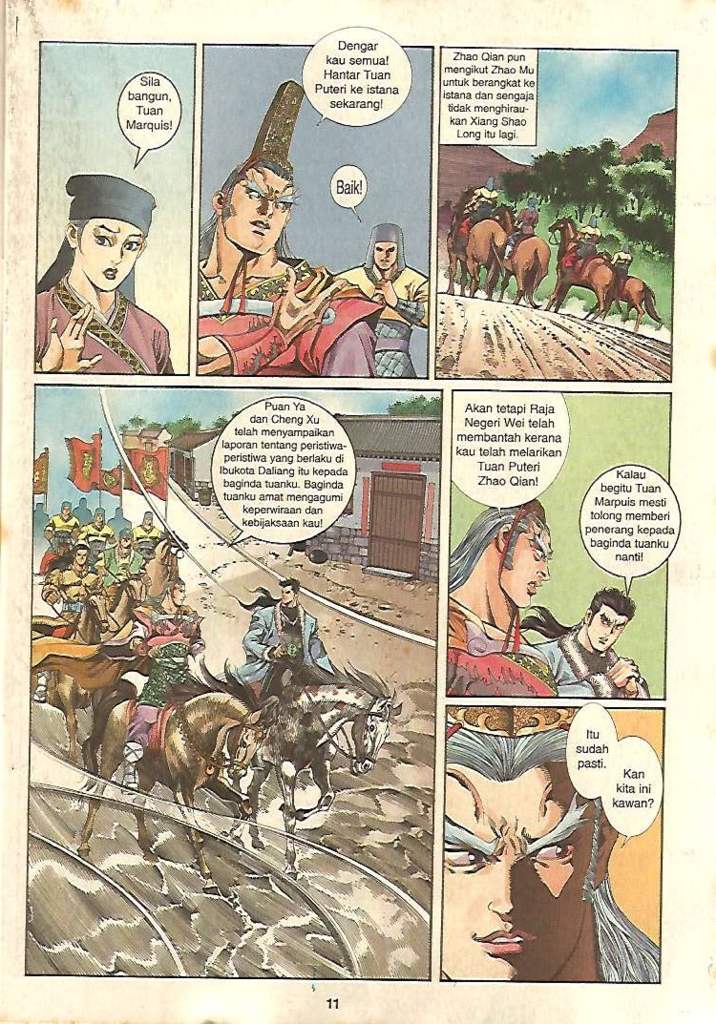 Sila
bangun,
Tuan
Marquis!
Dengar
kau semua!
Hantar Tuan
Puteri ke istana
sekarang!
Baik!
Zhao Qian pun
mengikut Zhao Mu
untuk berangkat ke
istana dan sengaja
tidak menghirau-
kan Xiang Shao
Long itu lagi.
Puan Ya
dan Cheng Xu
telah menyampaikan
laporan tentang peristiwa-
peristiwa yang berlaku di
Ibukota Daliang itu kepada
baginda tuanku. Baginda
tuanku amat mengagumi
keperwiran dan
kebijaksaan kau!
Akan tetapi Raja
Negeri Wei telah
membantah kerana
kau telah melarikan
Tuan Puteri
Zhao Qian!
Kalau
begitu Tuan
Marpuis mesti
tolong memberi
penerang kepada
baginda tuanku
nanti!
Itu
sudah
pasti.
Kan
kita ini
kawan?
11